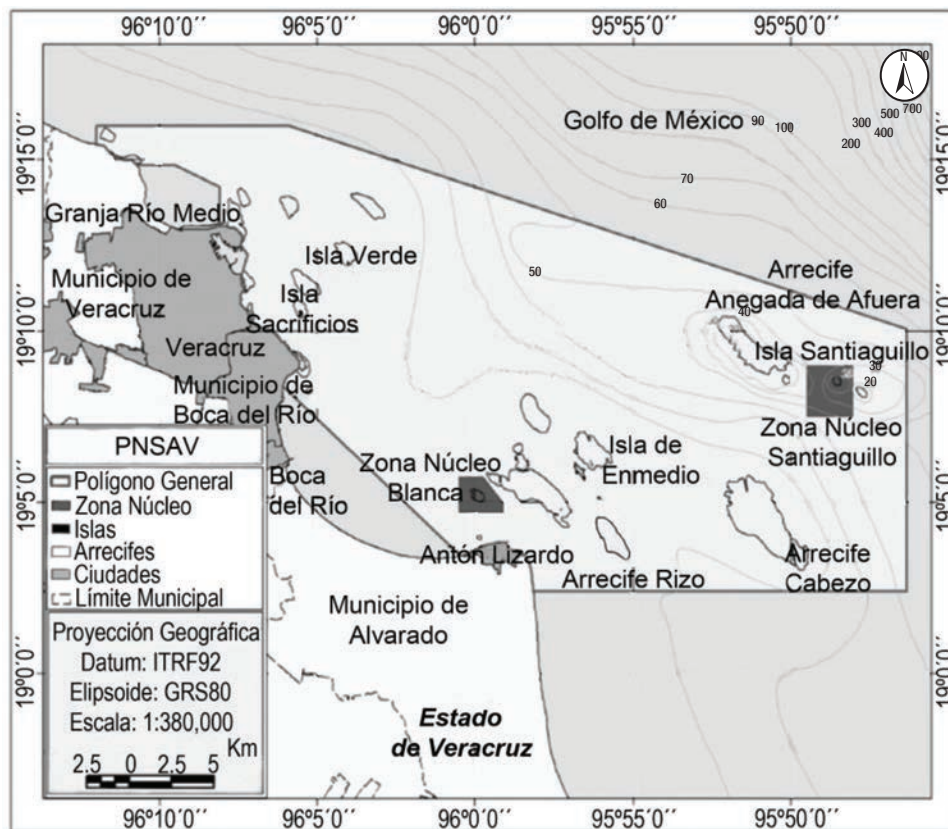 96°10´0´´ 96°5´0´´ 96°0´0´´ 95°55´0´´ 95°50´0´´
N
Golfo de México
90
100
200
300
400
500
700
19°15´0´´
19°15´0´´
70
60
Granja Río Medio
Isla Verde
50
Arrecife
Anegada de Afuera
Municipio de
Veracruz
Isla
Sacrificios
40
19°10´0´´
19°10´0´´
Veracruz
Isla Santiaguillo
30
20
Municipio de
Boca del Río
Zona Núcleo
Santiaguillo
PNSAV
Polígono General
Zona Núcleo
Islas
Arrecifes
Ciudades
Límite Municipal
Boca
del Río
Zona Núcleo
Blanca
Isla de
Enmedio
19°5´0´´
19°5´0´´
Antón Lizardo
Arrecife Rizo
Arrecife
Cabezo
Municipio de
Alvarado
Proyección Geográfica
Datum: ITRF92
Elipsoide: GRS80
Escala: 1:380,000
Km
2.5 0 2.5 5
19°0´0´´
19°0´0´´
Estado
de Veracruz
96°10´0´´ 96°5´0´´ 96°0´0´´ 95°55´0´´ 95°50´0´´